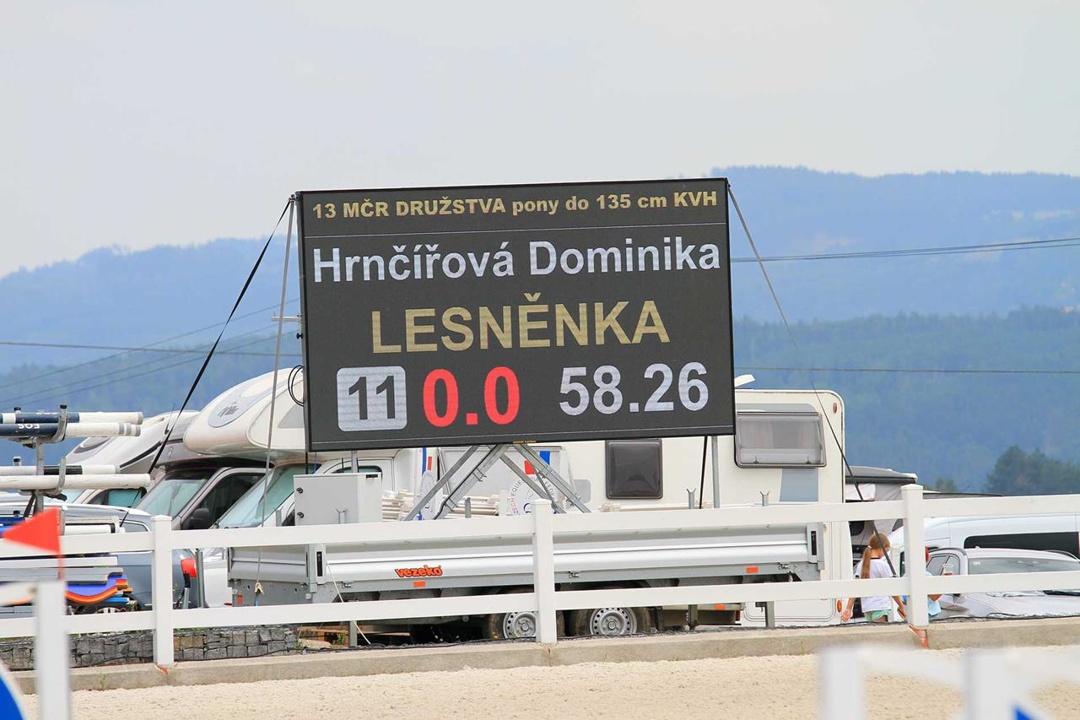 13 MČR DRUŽSTVA pony do 135 cm KVH
Hrnčířová Dominika
LESNĚNKA
11 0.0 58.26
vezeko